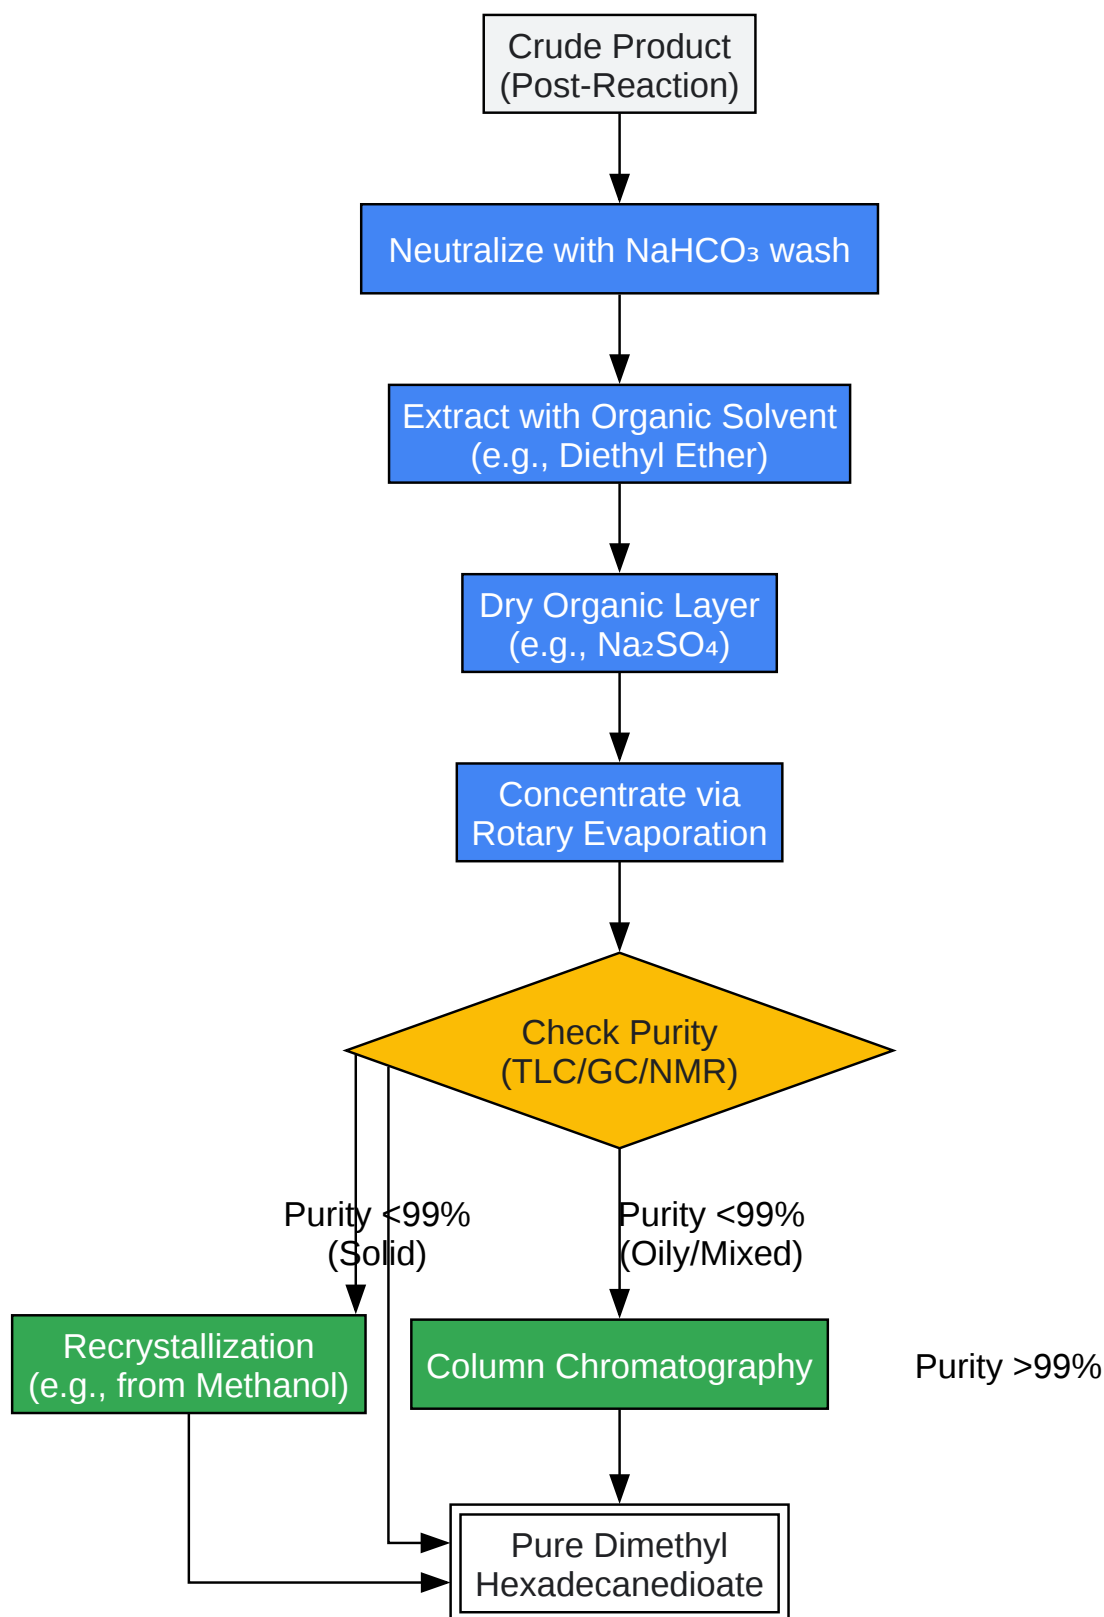 Crude Product
(Post-Reaction)
Neutralize with NaHCO₃ wash
Extract with Organic Solvent
(e.g., Diethyl Ether)
Dry Organic Layer
(e.g., Na₂SO₄)
Concentrate via
Rotary Evaporation
Check Purity
(TLC/GC/NMR)
Purity <99%
(Solid)
Purity <99%
(Oily/Mixed)
Recrystallization
(e.g., from Methanol)
Column Chromatography
Purity >99%
Pure Dimethyl
Hexadecanedioate